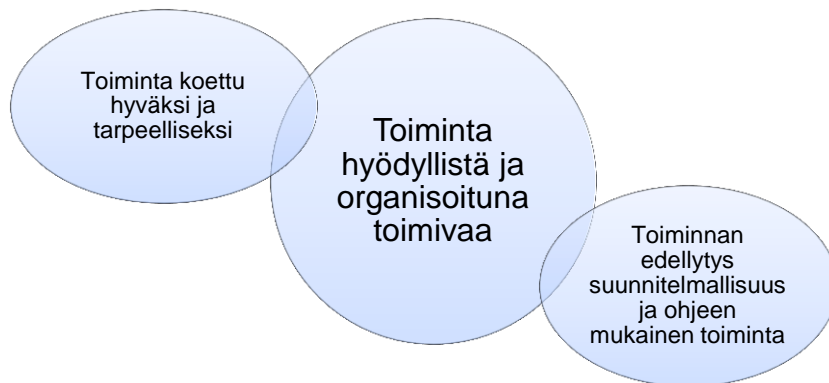 Toiminta koettu
hyväksi ja
tarpeelliseksi
Toiminta
hyödyllistä ja
organisoituna
toimivaa
Toiminnan
edellytys
suunnitelmallisuus
ja ohjeen
mukainen toiminta